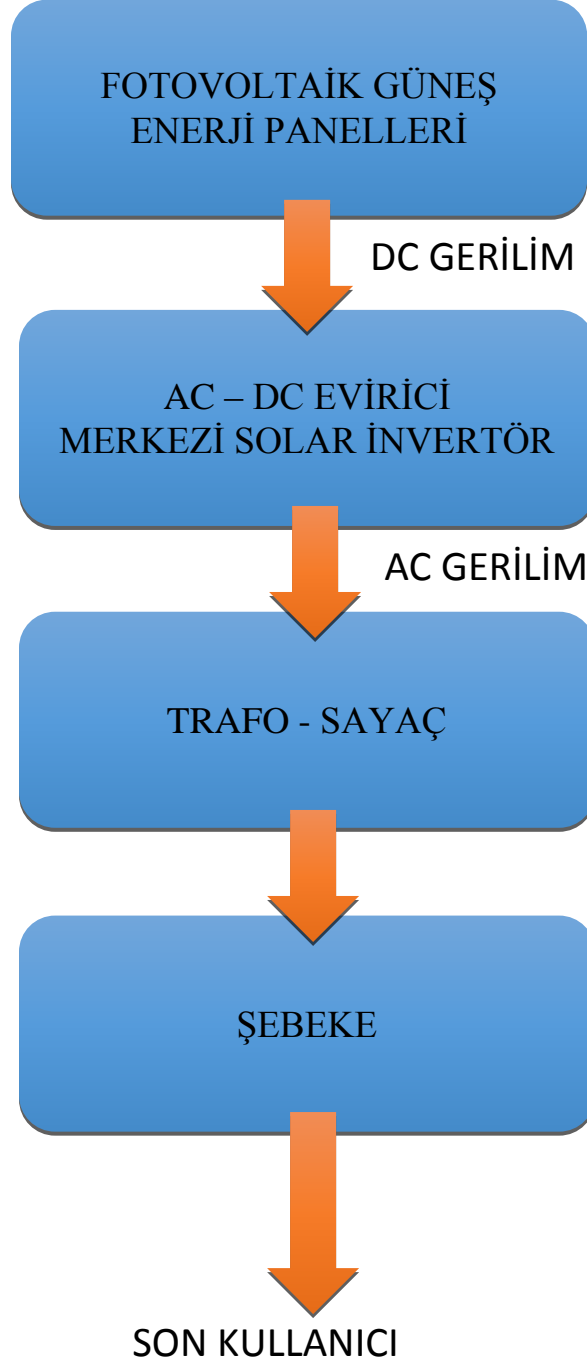 FOTOVOLTAİK GÜNEŞ
ENERJİ PANELLERİ
DC GERİLİM
AC – DC EVİRİCİ
MERKEZİ SOLAR İNVERTÖR
AC GERİLİM
TRAFO - SAYAÇ
ŞEBEKE
SON KULLANICI